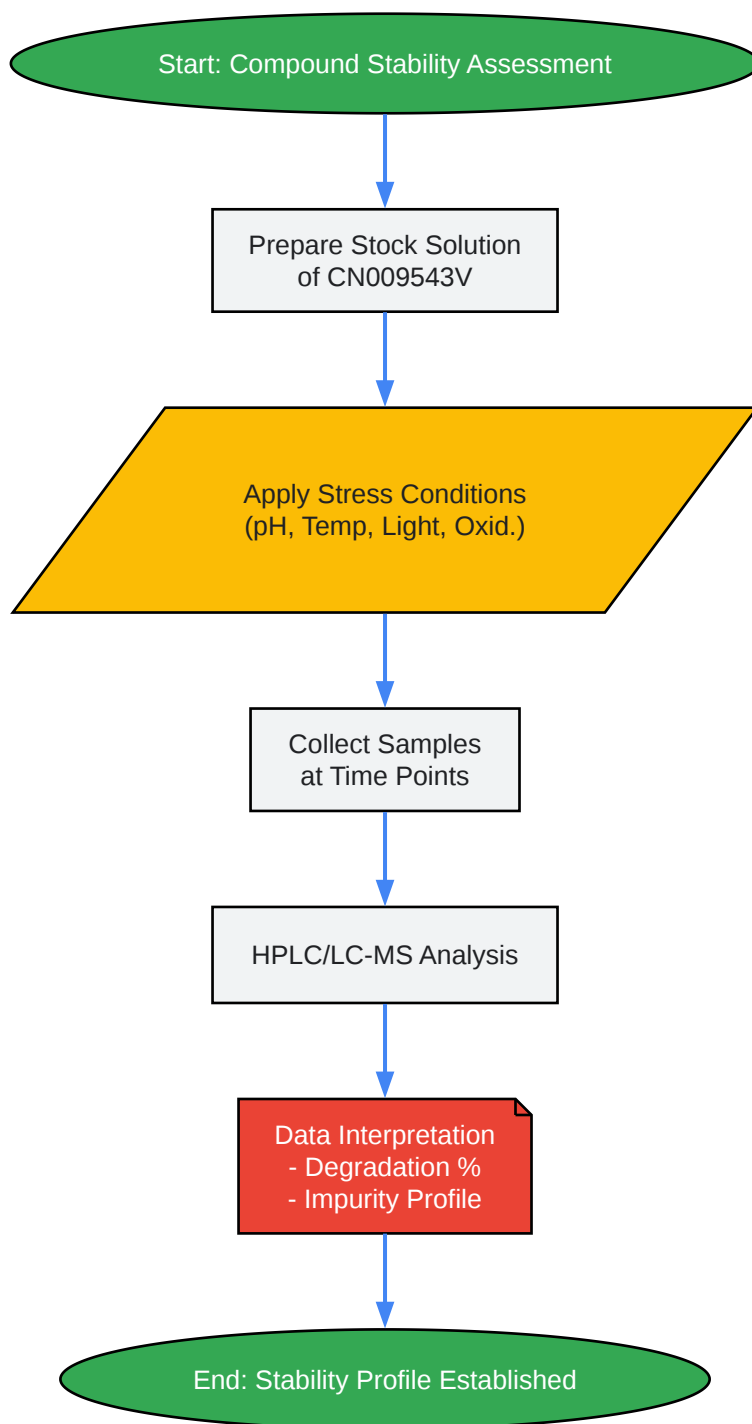 Start: Compound Stability Assessment
Prepare Stock Solution
of CN009543V
Apply Stress Conditions
(pH, Temp, Light, Oxid.)
Collect Samples
at Time Points
HPLC/LC-MS Analysis
Data Interpretation
- Degradation %
- Impurity Profile
End: Stability Profile Established